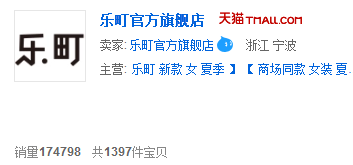 乐町
乐町官方旗舰店 天猫 TMALL.COM
卖家: 乐町官方旗舰店 浙江 宁波
主营: 乐町 新款 女 夏季 】【 商场同款 女装 夏...
销量174798 共1397件宝贝